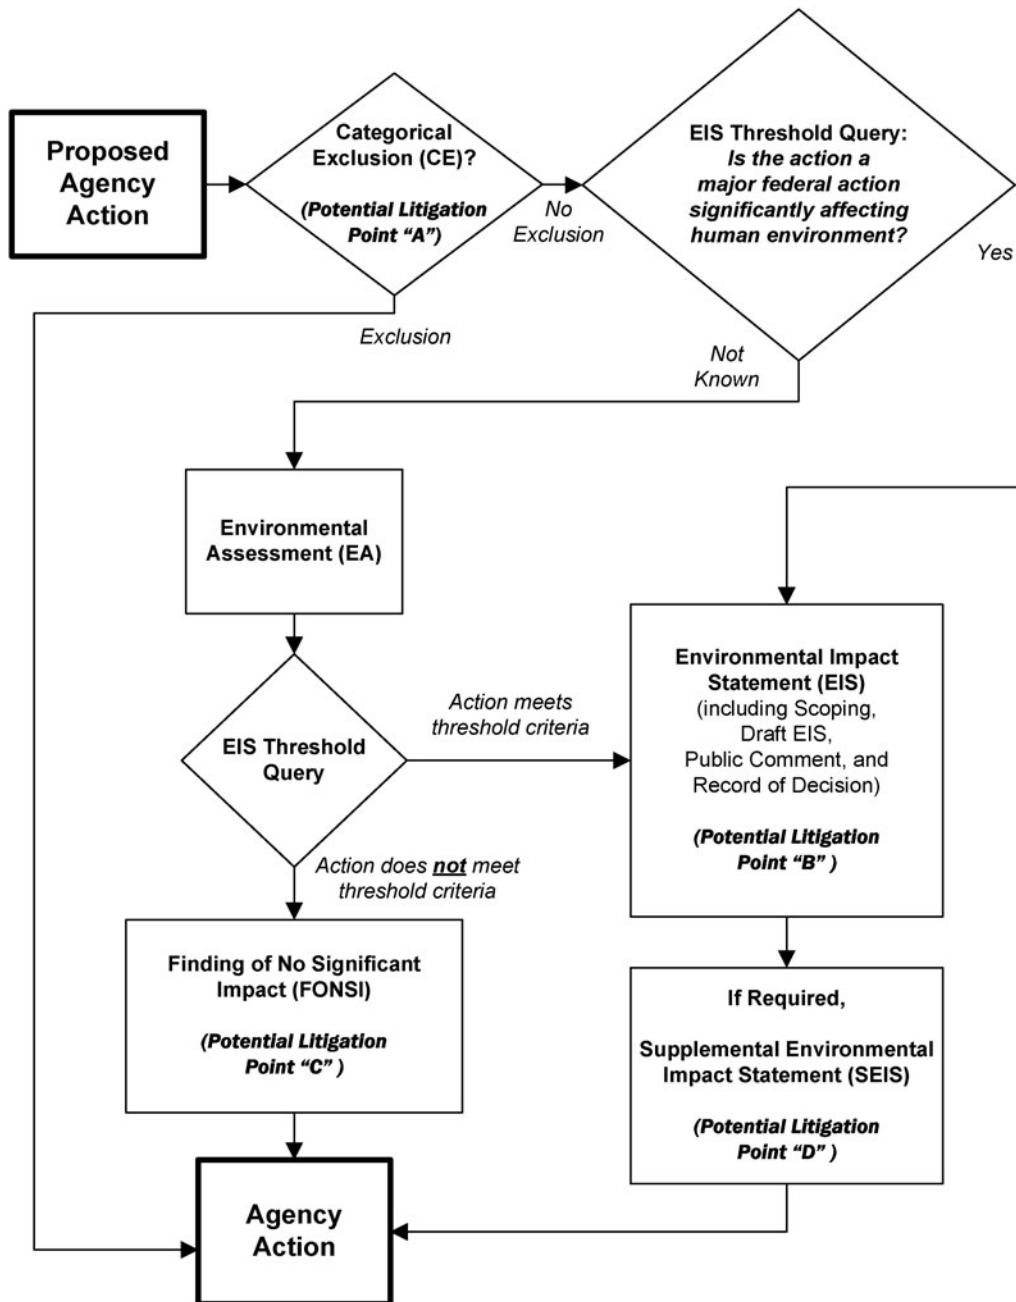 Proposed
Agency
Action
Categorical
Exclusion (CE)?
(Potential Litigation
Point “A”)
No
Exclusion
EIS Threshold Query:
Is the action a
major federal action
significantly affecting
human environment?
Yes
Exclusion
Not
Known
Environmental
Assessment (EA)
EIS Threshold
Query
Action meets
threshold criteria
Environmental Impact
Statement (EIS)
(including Scoping,
Draft EIS,
Public Comment, and
Record of Decision)
(Potential Litigation
Point “B” )
Action does not meet
threshold criteria
Finding of No Significant
Impact (FONSI)
(Potential Litigation
Point “C” )
If Required,
Supplemental Environmental
Impact Statement (SEIS)
(Potential Litigation
Point “D” )
Agency
Action